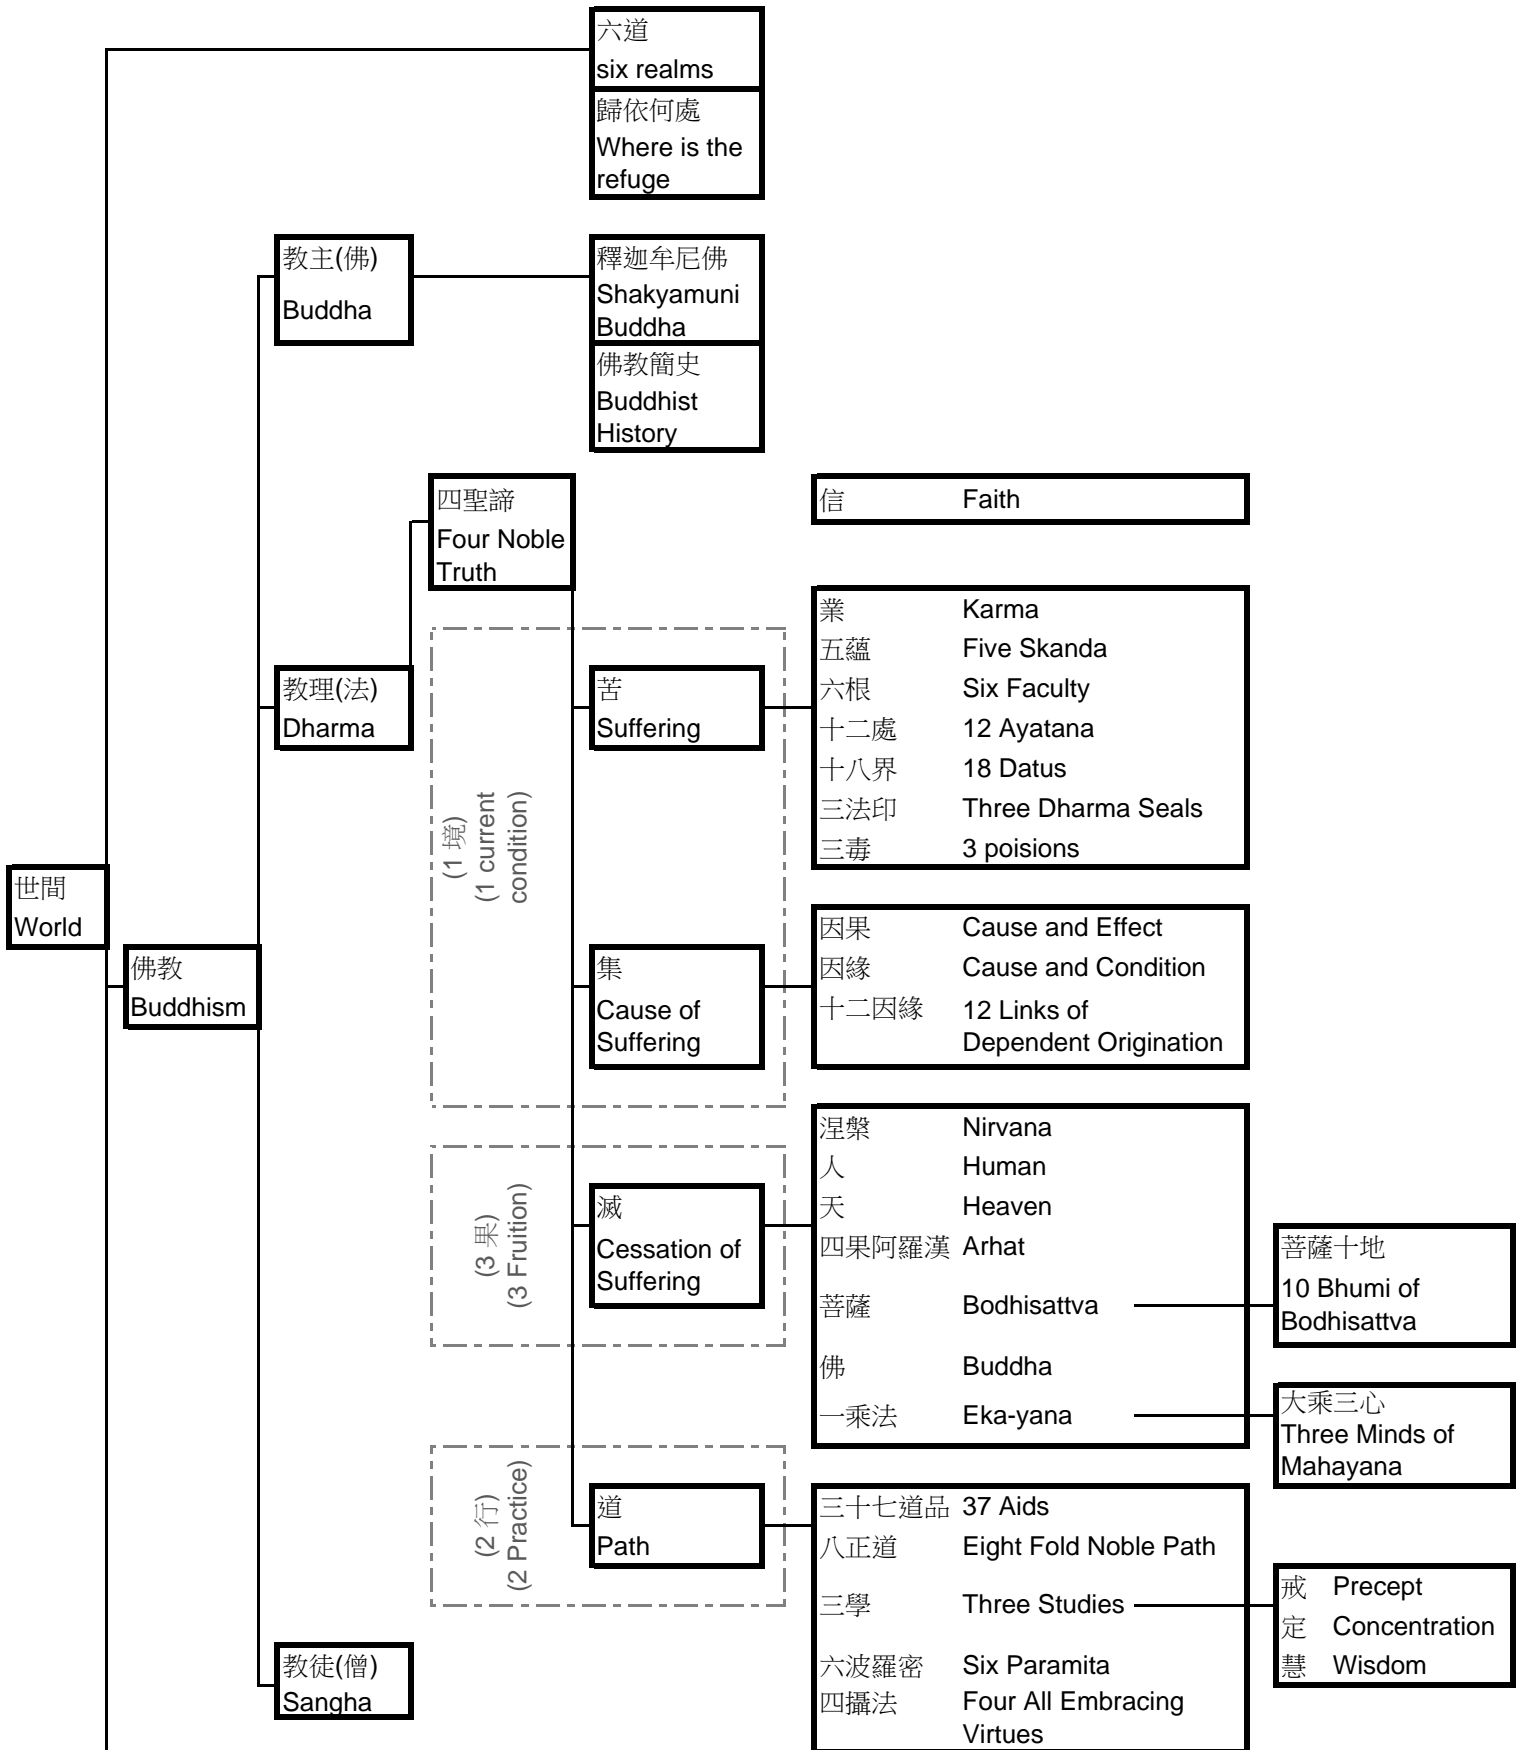 六道
six realms
歸依何處
Where is the
refuge
教主(佛)
Buddha
釋迦牟尼佛
Shakyamuni
Buddha
佛教簡史
Buddhist
History
四聖諦
Four Noble
Truth
信 Faith
教理(法)
Dharma
(1 境)
(1 current
condition)
苦
Suffering
業 Karma
五蘊 Five Skanda
六根 Six Faculty
十二處 12 Ayatana
十八界 18 Datus
三法印 Three Dharma Seals
三毒 3 poisions
世間
World
佛教
Buddhism
集
Cause of
Suffering
因果 Cause and Effect
因緣 Cause and Condition
十二因緣 12 Links of
Dependent Origination
(3 果)
(3 Fruition)
滅
Cessation of
Suffering
涅槃 Nirvana
人 Human
天 Heaven
四果阿羅漢 Arhat
菩薩 Bodhisattva
佛 Buddha
一乘法 Eka-yana
菩薩十地
10 Bhumi of
Bodhisattva
大乘三心
Three Minds of
Mahayana
(2 行)
(2 Practice)
道
Path
三十七道品 37 Aids
八正道 Eight Fold Noble Path
三學 Three Studies
六波羅密 Six Paramita
四攝法 Four All Embracing
Virtues
戒 Precept
定 Concentration
慧 Wisdom
教徒(僧)
Sangha